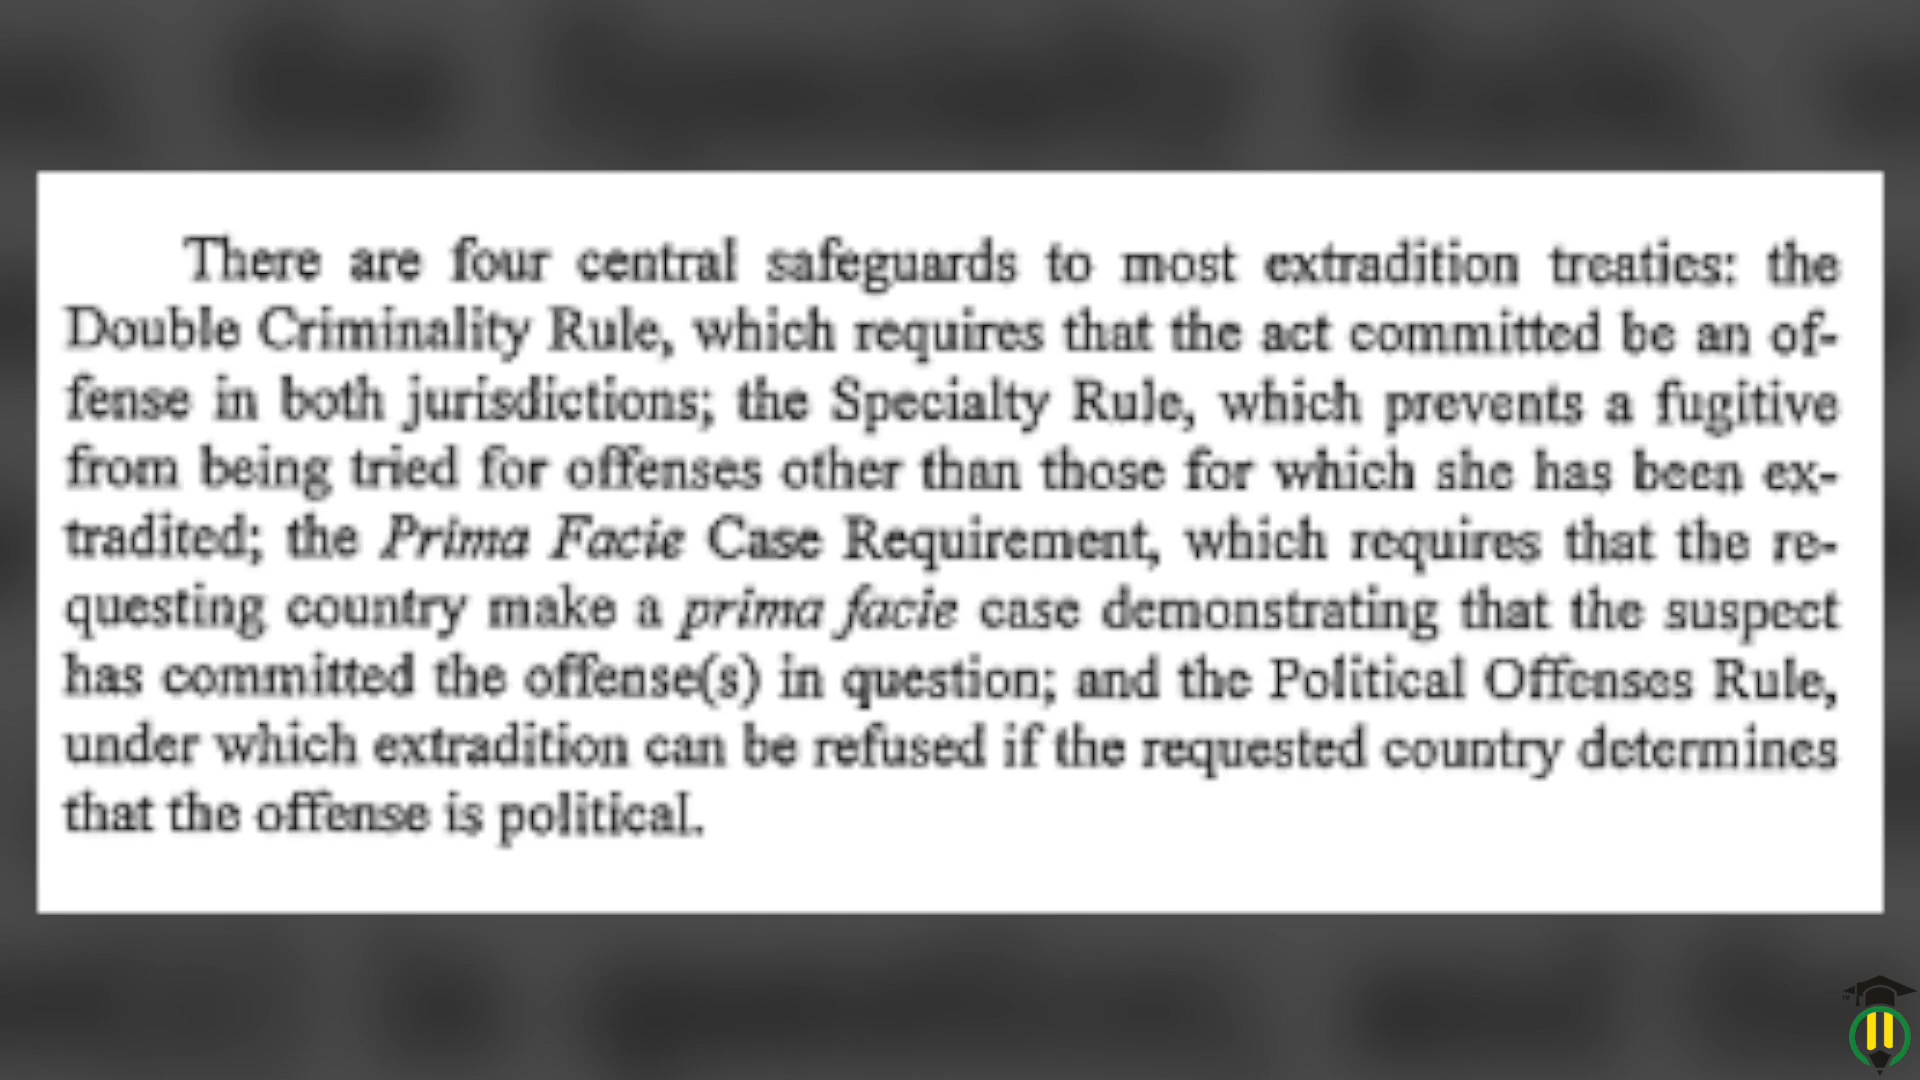 There are four central safeguards to most extradition treaties: the
Double Criminality Rule, which requires that the act committed be an of-
fense in both jurisdictions; the Specialty Rule, which prevents a fugitive
from being tried for offenses other than those for which she has been ex-
tradited; the Prima Facie Case Requirement, which requires that the re-
questing country make a prima facie case demonstrating that the suspect
has committed the offense(s) in question; and the Political Offenses Rule,
under which extradition can be refused if the requested country determines
that the offense is political.